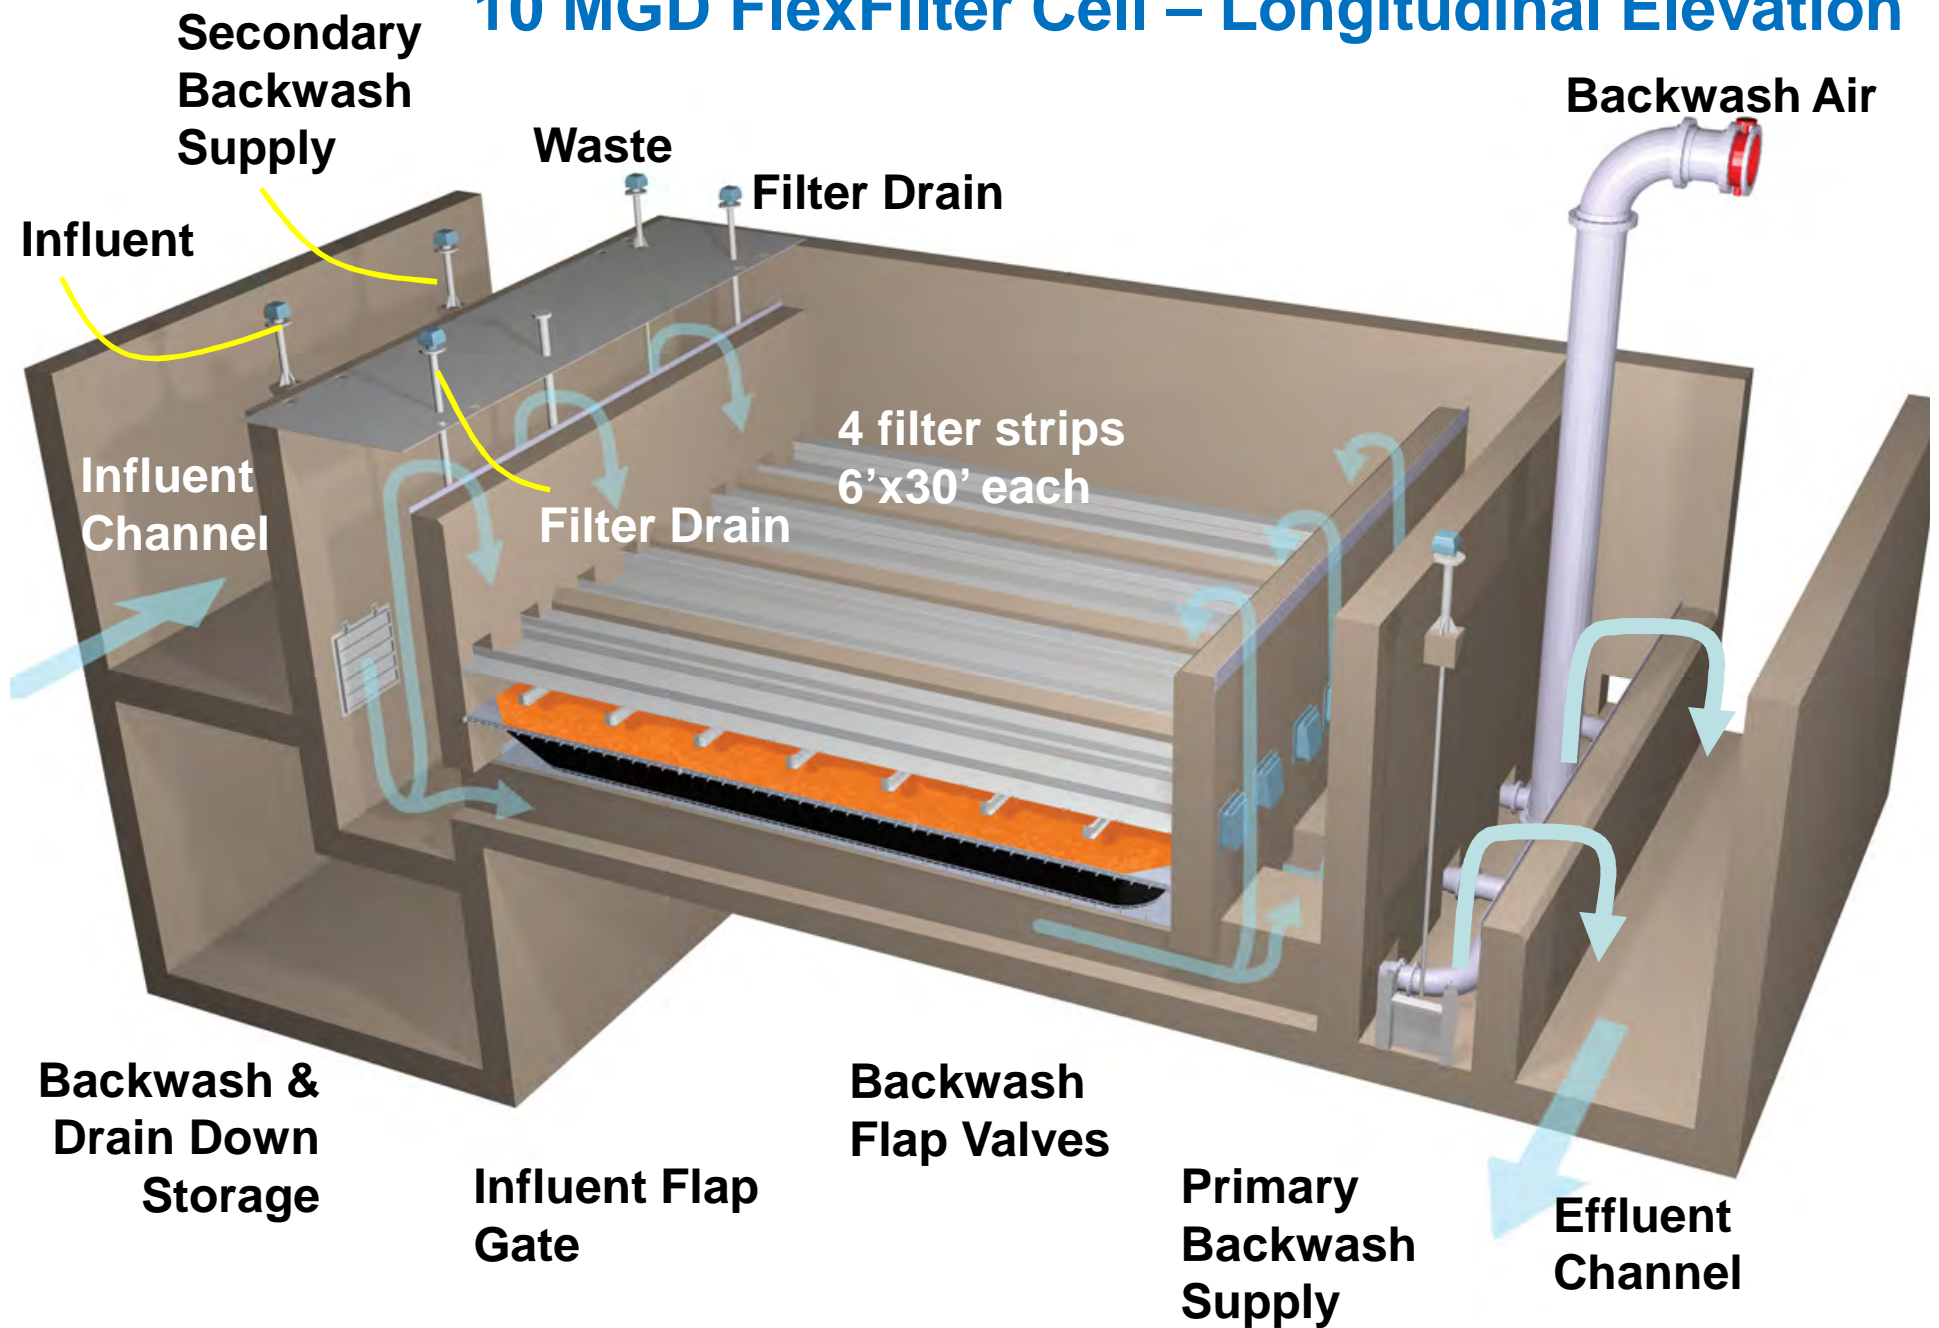 10 MGD FlexFilter Cell – Longitudinal Elevation
Secondary
Backwash
Supply
Backwash Air
Waste
Filter Drain
Influent
4 filter strips
6’x30’ each
Influent
Channel
Filter Drain
Backwash &
Drain Down
Storage
Influent Flap
Gate
Backwash
Flap Valves
Primary
Backwash
Supply
Effluent
Channel